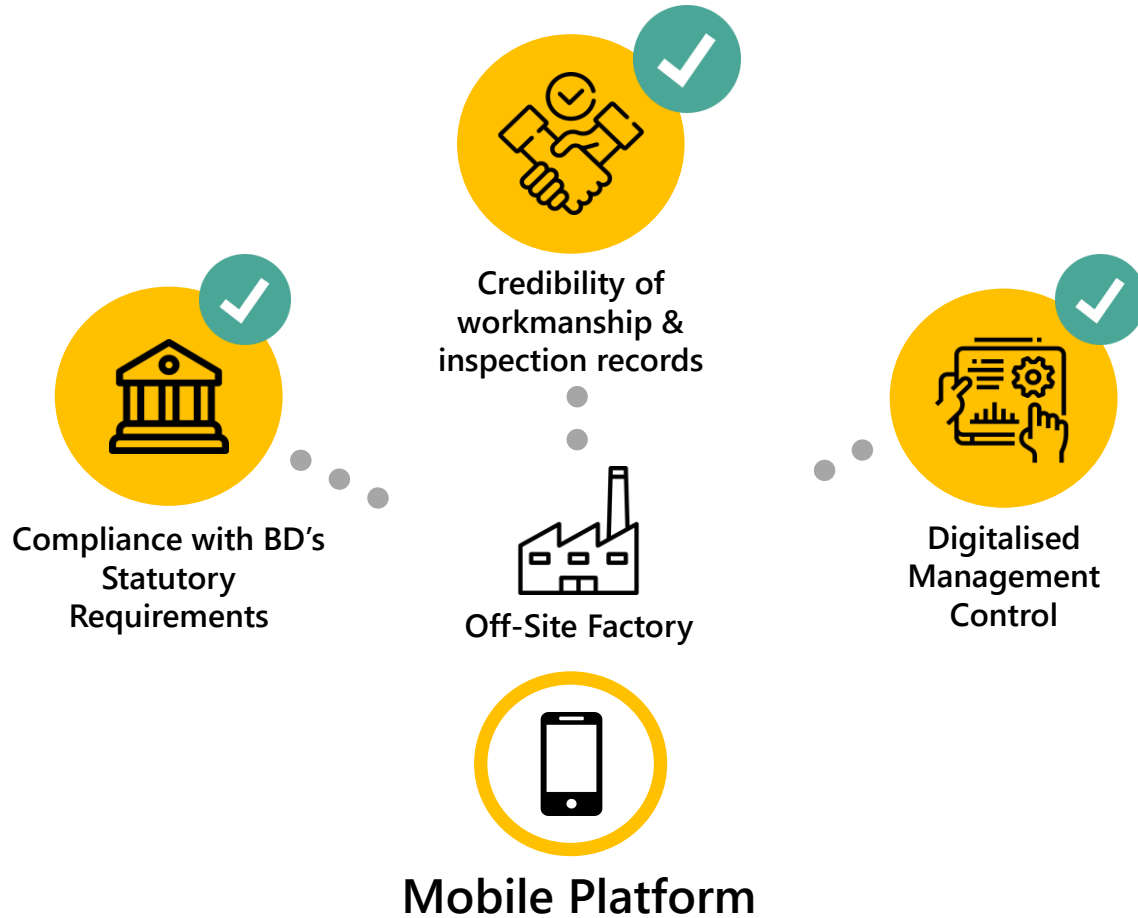 Credibility of
workmanship &
inspection records
Compliance with BD's
Statutory
Requirements
Digitalised
Management
Control
Off-Site Factory
Mobile Platform